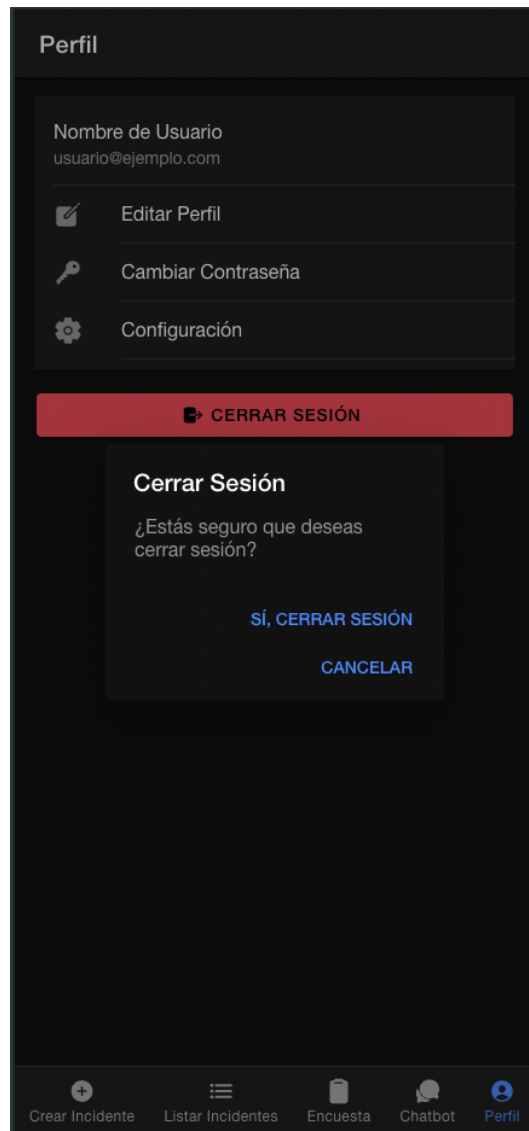 Perfil
Nombre de Usuario
usuario@ejemplo.com
Editar Perfil
Cambiar Contraseña
Configuración
CERRAR SESIÓN
Cerrar Sesión
¿Estás seguro que deseas
cerrar sesión?
SÍ, CERRAR SESIÓN
CANCELAR
Crear Incidente
Listar Incidentes
Encuesta
Chatbot
Perfil